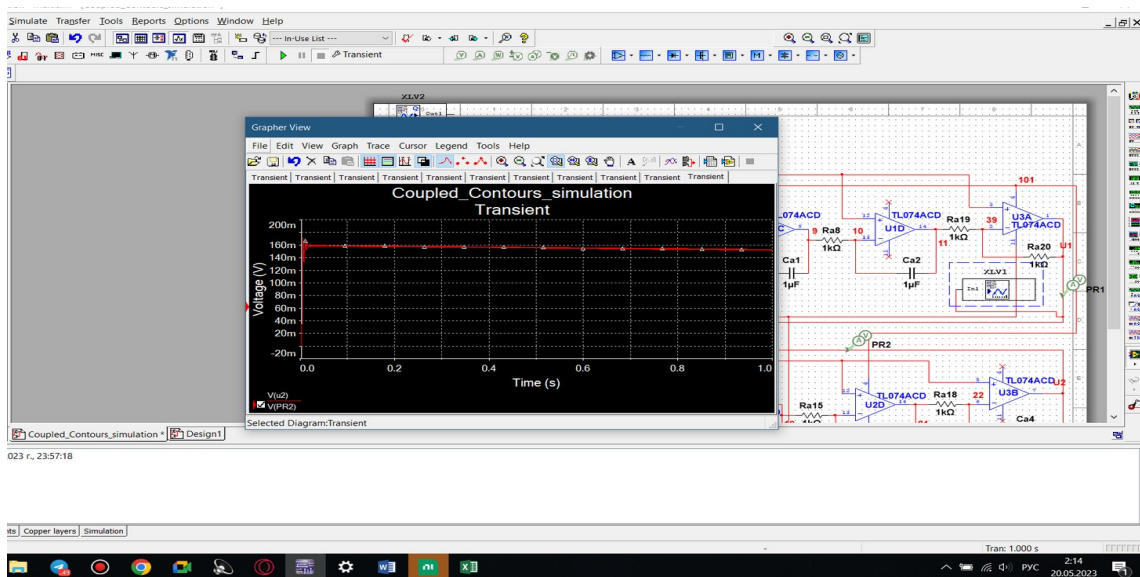 Simulate Transfer Tools Reports Options Window Help
--- In-Use List ---
Transient
XLV2
Grapher View
File Edit View Graph Trace Cursor Legend Tools Help
Transient Transient Transient Transient Transient Transient Transient Transient Transient Transient
Coupled_Contours_simulation
Transient
Voltage (V)
200m
160m
140m
120m
100m
80m
60m
40m
20m
-20m
0.0 0.2 0.4 0.6 0.8 1.0
Time (s)
V(u2)
V(PR2)
Selected Diagram:Transient
101
TL074ACD
U1D
Ra19
1kΩ
39
U3A
TL074ACD
9
Ra8
1kΩ
10
11
Ra20
1kΩ
U1
Ca1
1µF
Ca2
1µF
XLV1
In1
PR1
PR2
TL074ACD
U2D
Ra18
1kΩ
22
TL074ACD
U3B
U2
Ra15
Ca4
Coupled_Contours_simulation * Design1
023 г., 23:57:18
Copper layers Simulation
Tran: 1.000 s
РУС
2:14
20.05.2023